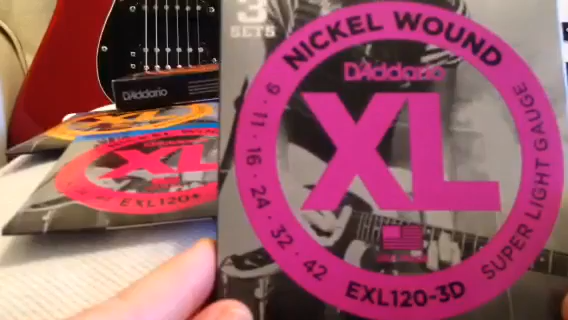 3
SETS
NICKEL WOUND
D'Addario
XL
9 · 11 · 16 · 24 · 32 · 42
SUPER LIGHT GAUGE
EXL120-3D
D'Addario
XL
EXL120+